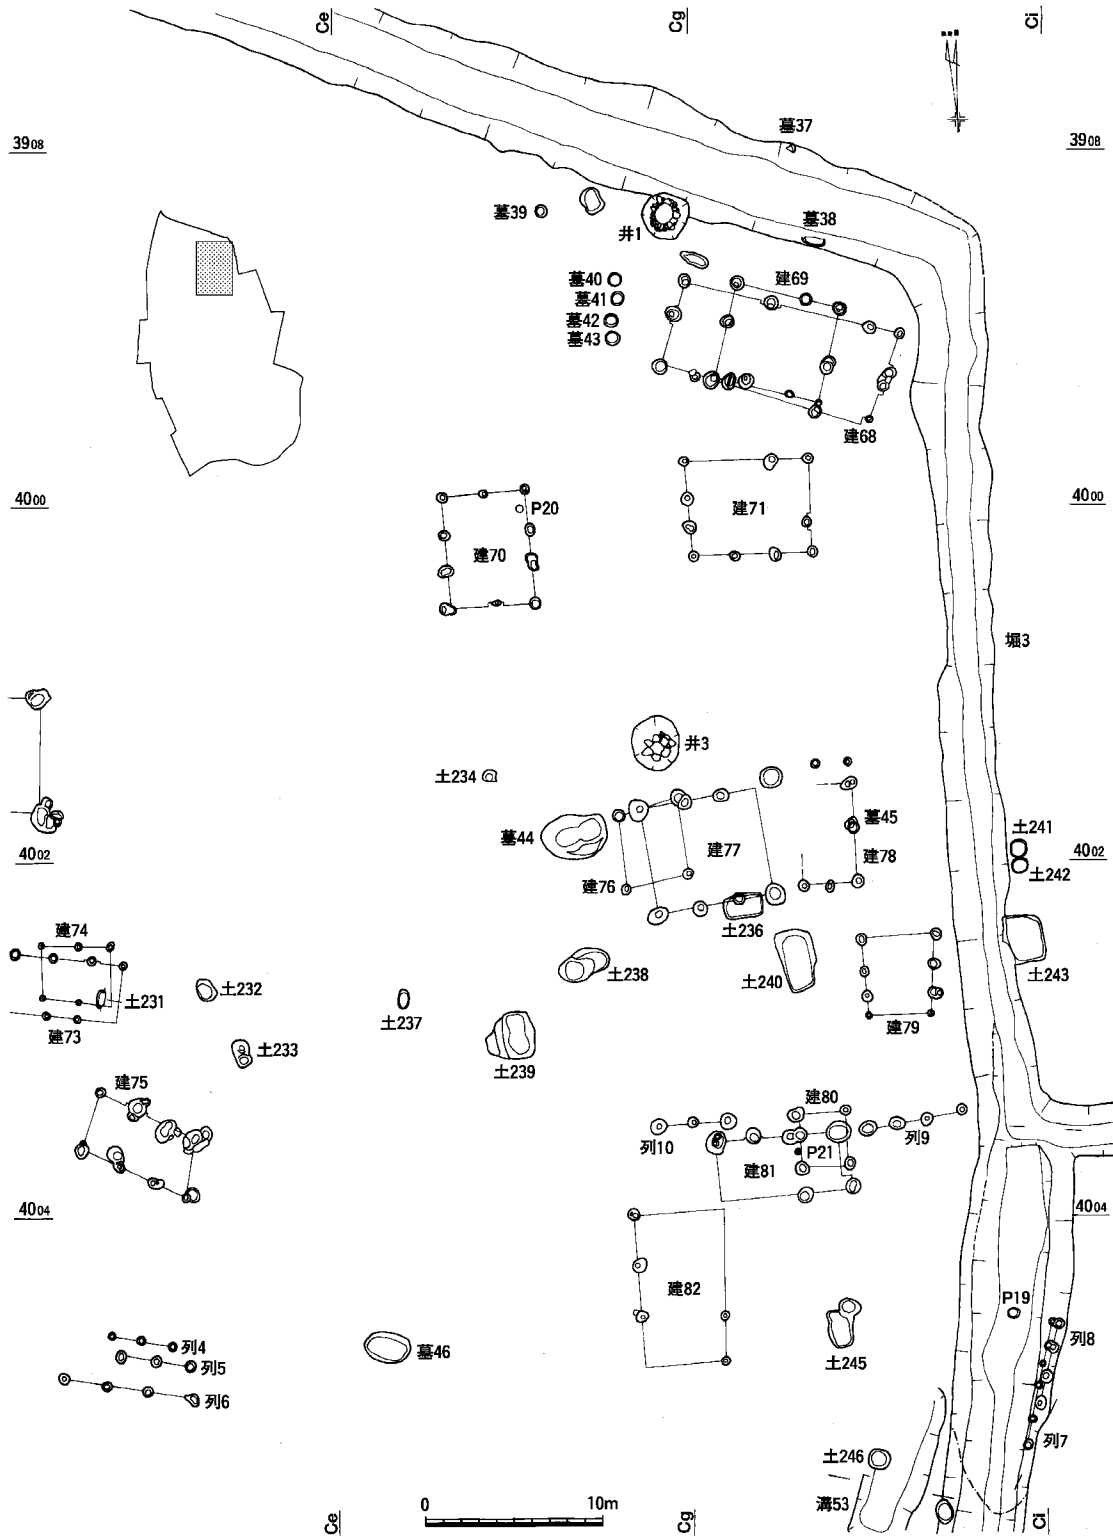 Ce
Cg
Ci
3908
墓37
3908
墓39
井1
墓38
墓40
建69
墓41
墓42
墓43
建68
4000
P20
建71
4000
建70
堀3
井3
土234
墓44
墓45
土241
4002
建77
建78
4002
土242
建76
土236
建74
土238
土240
土243
土231
土232
土237
建79
建73
土239
土233
建75
建80
列10
列9
建81
P21
4004
4004
建82
P19
列4
墓46
列8
列5
土245
列6
列7
土246
溝53
0
10m
Ce
Cg
Ci